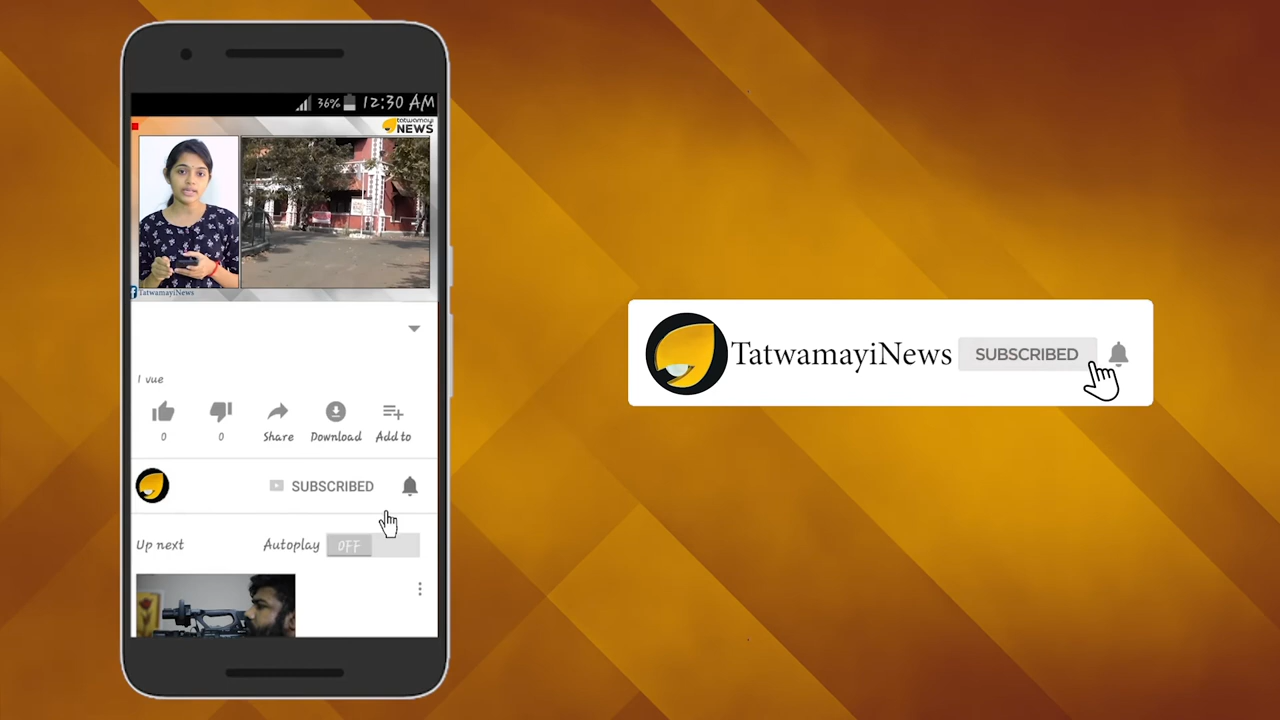 36% 12:30 AM
tatwamayi
NEWS
TatwamayiNews
1 vue
0 0 Share Download Add to
SUBSCRIBED
Up next Autoplay OFF
TatwamayiNews SUBSCRIBED